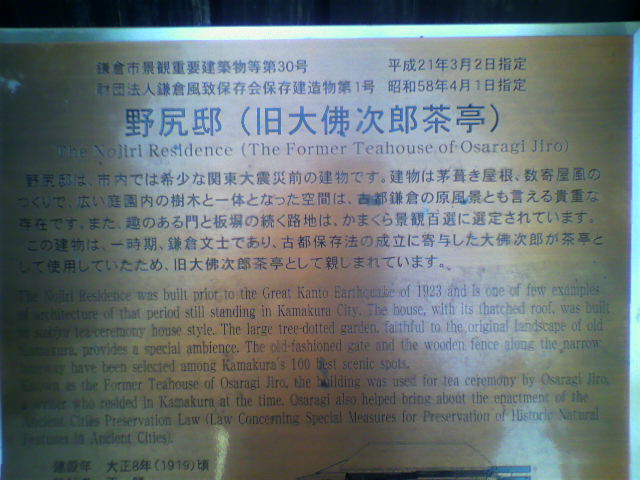 鎌倉市景観重要建築物等第30号 平成21年3月2日指定
財団法人鎌倉風致保存会保存建造物第1号 昭和58年4月1日指定
野尻邸（旧大佛次郎茶亭）
The Nojiri Residence (The Former Teahouse of Osaragi Jiro)
野尻邸は、市内では希少な関東大震災前の建物です。建物は茅葺き屋根、数寄屋風の
つくりで、広い庭園内の樹木と一体となった空間は、古都鎌倉の原風景とも言える貴重な
存在です。また、趣のある門と板塀の続く路地は、かまくら景観百選に選定されています。
この建物は、一時期、鎌倉文士であり、古都保存法の成立に寄与した大佛次郎が茶亭と
して使用していたため、旧大佛次郎茶亭として親しまれています。
The Nojiri Residence was built prior to the Great Kanto Earthquake of 1923 and is one of few examples
of architecture of that period still standing in Kamakura City. The house, with its thatched roof, was built
in sukiya tea-ceremony house style. The large tree-dotted garden, faithful to the original landscape of old
Kamakura, provides a special ambience. The old-fashioned gate and the wooden fence along the narrow
laneway have been selected among Kamakura's 100 best scenic spots.
Known as the Former Teahouse of Osaragi Jiro, the building was used for tea ceremony by Osaragi Jiro,
a writer who resided in Kamakura at the time. Osaragi also helped bring about the enactment of the
Ancient Cities Preservation Law (Law Concerning Special Measures for Preservation of Historic Natural
Features in Ancient Cities).
建設年 大正8年（1919）頃